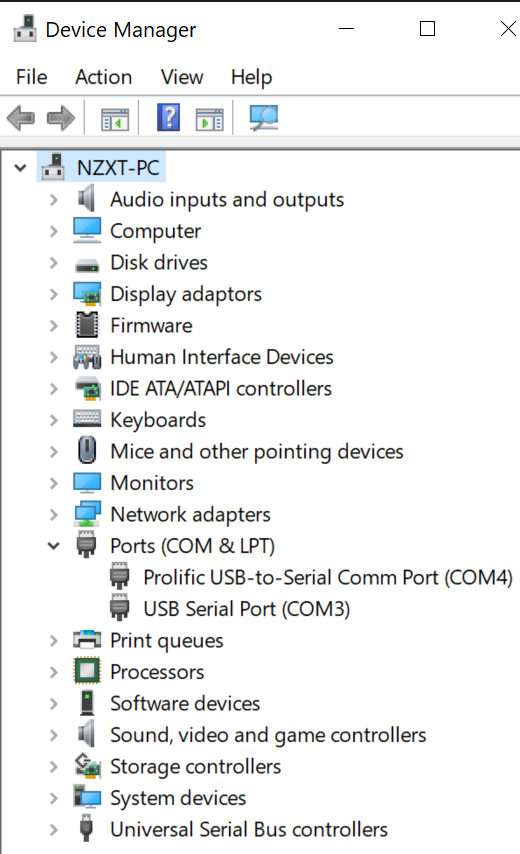 Device Manager
File Action View Help
NZXT-PC
Audio inputs and outputs
Computer
Disk drives
Display adaptors
Firmware
Human Interface Devices
IDE ATA/ATAPI controllers
Keyboards
Mice and other pointing devices
Monitors
Network adapters
Ports (COM & LPT)
Prolific USB-to-Serial Comm Port (COM4)
USB Serial Port (COM3)
Print queues
Processors
Software devices
Sound, video and game controllers
Storage controllers
System devices
Universal Serial Bus controllers